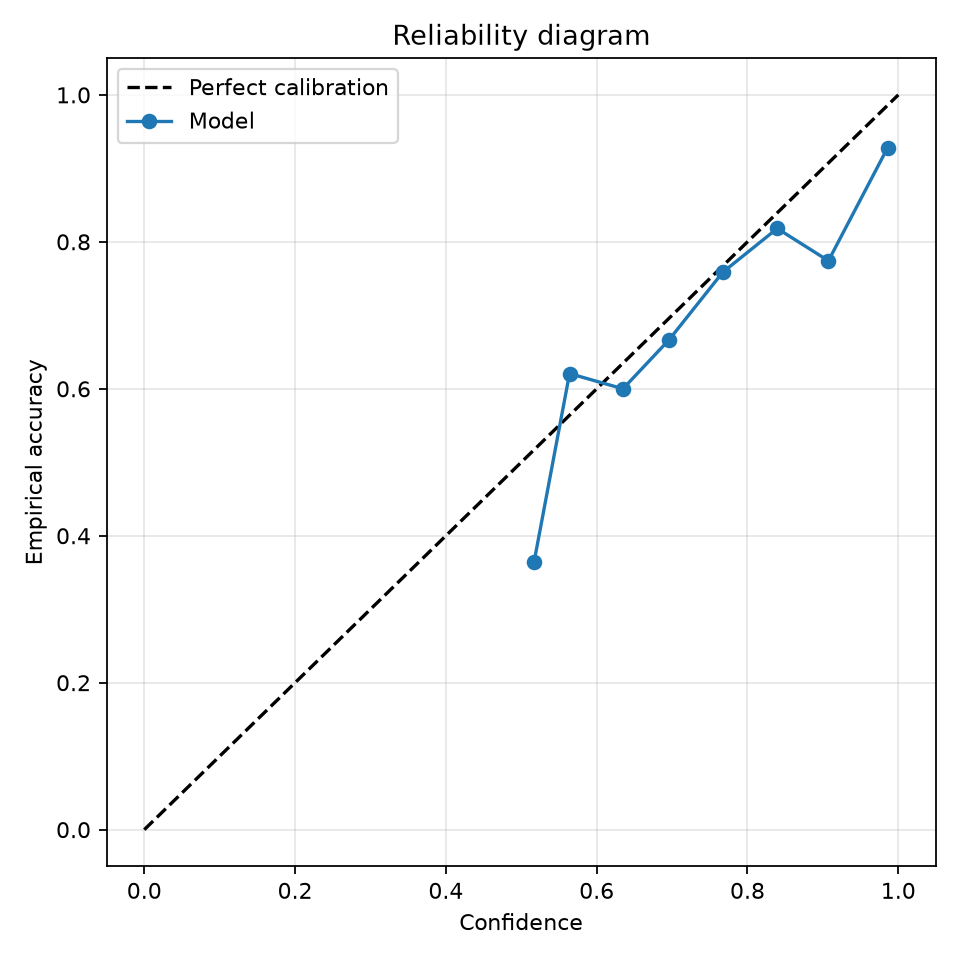 Reliability diagram
Perfect calibration
Model
1.0
0.8
0.6
0.4
0.2
0.0
Empirical accuracy
0.0 0.2 0.4 0.6 0.8 1.0
Confidence